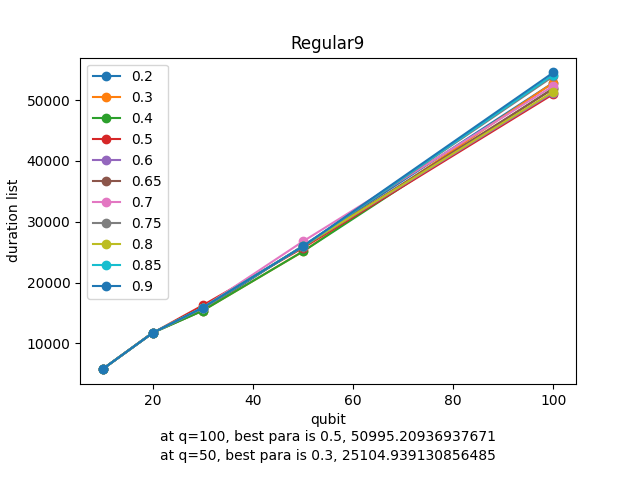 Regular9
50000
40000
30000
20000
10000
duration list
0.2
0.3
0.4
0.5
0.6
0.65
0.7
0.75
0.8
0.85
0.9
20 40 60 80 100
qubit
at q=100, best para is 0.5, 50995.20936937671
at q=50, best para is 0.3, 25104.939130856485